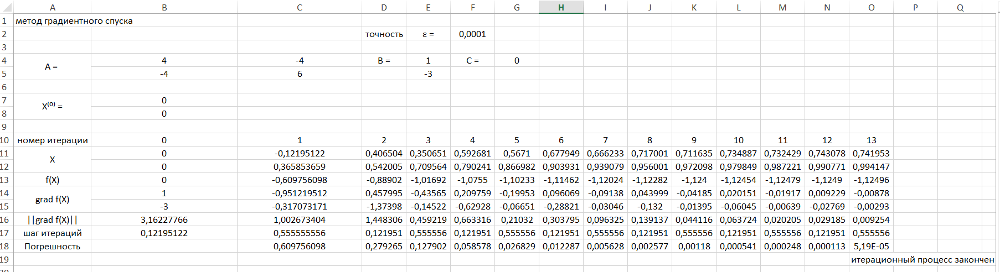 A B C D E F G H I J K L M N O P Q
1 метод градиентного спуска
2 точность ε = 0,0001
3
4 A = 4 -4 B = 1 C = 0
5 -4 6 -3
6
7 X⁽⁰⁾ = 0
8 0
9
10 номер итерации 0 1 2 3 4 5 6 7 8 9 10 11 12 13
11 X 0 -0,12195122 0,406504 0,350651 0,592681 0,5671 0,677949 0,666233 0,717001 0,711635 0,734887 0,732429 0,743078 0,741953
12 0 0,365853659 0,542005 0,709564 0,790241 0,866982 0,903931 0,939079 0,956001 0,972098 0,979849 0,987221 0,990771 0,994147
13 f(X) 0 -0,609756098 -0,88902 -1,01692 -1,0755 -1,10233 -1,11462 -1,12024 -1,12282 -1,124 -1,12454 -1,12479 -1,1249 -1,12496
14 grad f(X) 1 -0,951219512 0,457995 -0,43565 0,209759 -0,19953 0,096069 -0,09138 0,043999 -0,04185 0,020151 -0,01917 0,009229 -0,00878
15 -3 -0,317073171 -1,37398 -0,14522 -0,62928 -0,06651 -0,28821 -0,03046 -0,132 -0,01395 -0,06045 -0,00639 -0,02769 -0,00293
16 ||grad f(X)|| 3,16227766 1,002673404 1,448306 0,459219 0,663316 0,21032 0,303795 0,096325 0,139137 0,044116 0,063724 0,020205 0,029185 0,009254
17 шаг итераций 0,12195122 0,555555556 0,121951 0,555556 0,121951 0,555556 0,121951 0,555556 0,121951 0,555556 0,121951 0,555556 0,121951 0,555556
18 Погрешность 0,609756098 0,279265 0,127902 0,058578 0,026829 0,012287 0,005628 0,002577 0,00118 0,000541 0,000248 0,000113 5,19E-05
19 итерационный процесс закончен